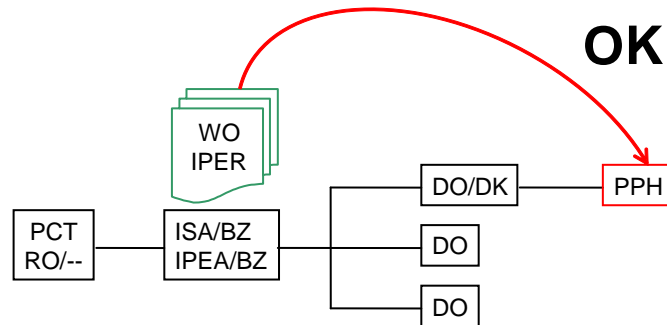 OK
WO
IPER
DO/DK
PPH
PCT
RO/--
ISA/BZ
IPEA/BZ
DO
DO